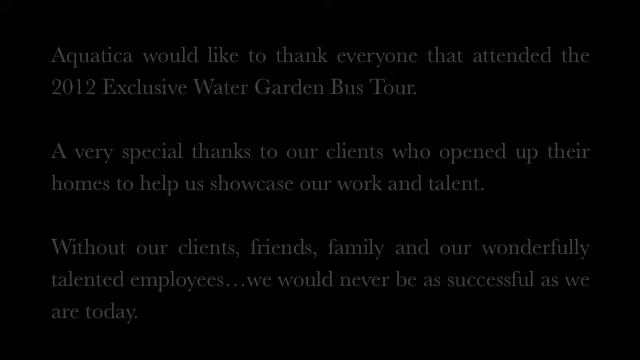 Aquatica would like to thank everyone that attended the
2012 Exclusive Water Garden Bus Tour.
A very special thanks to our clients who opened up their
homes to help us showcase our work and talent.
Without our clients, friends, family and our wonderfully
talented employees…we would never be as successful as we
are today.